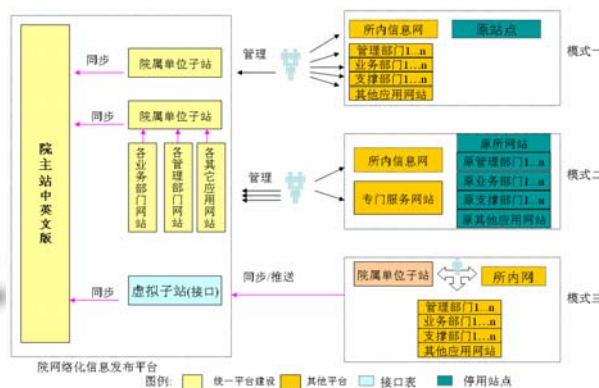 院主站中英文版
同步
院属单位子站
同步
院属单位子站
各业务部门网站
各管理部门网站
各其它应用网站
同步
虚拟子站(接口)
院网络化信息发布平台
管理
所内信息网
原站点
管理部门1...n
业务部门1...n
支撑部门1...n
其他应用网站
模式一
管理
所内信息网
专门服务网站
原所网站
原管理部门1...n
原业务部门1...n
原支撑部门1...n
原其他应用网站
模式二
同步/推送
院属单位子站
所内网
管理部门1...n
业务部门1...n
支撑部门1...n
其他应用网站
模式三
图例:
统一平台建设
其他平台
接口表
停用站点